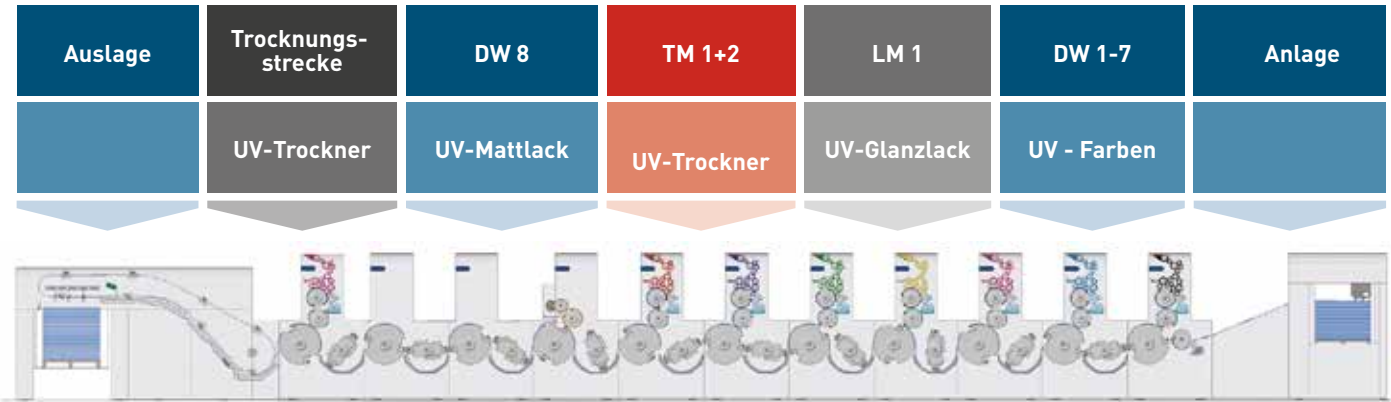 Auslage
Trocknungs-
strecke
DW 8
TM 1+2
LM 1
DW 1-7
Anlage
UV-Trockner
UV-Mattlack
UV-Trockner
UV-Glanzlack
UV - Farben